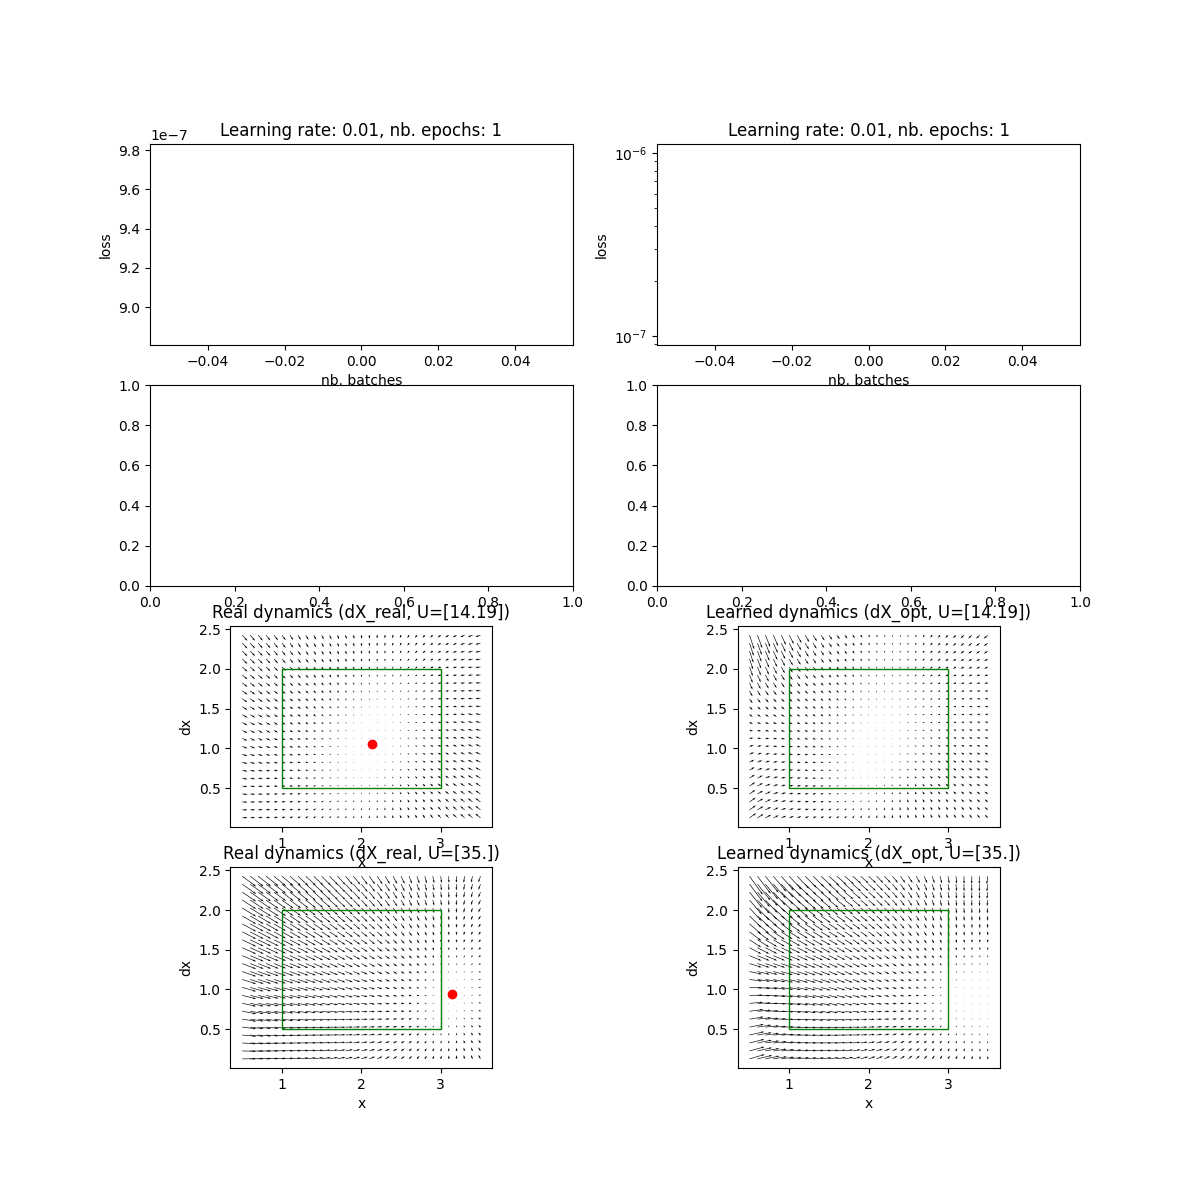 Learning rate: 0.01, nb. epochs: 1
1e−7
9.8
9.6
9.4
9.2
9.0
loss
−0.04 −0.02 0.00 0.02 0.04
nb. batches
Learning rate: 0.01, nb. epochs: 1
10−6
10−7
loss
−0.04 −0.02 0.00 0.02 0.04
nb. batches
1.0
0.8
0.6
0.4
0.2
0.0
0.0 0.2 0.4 0.6 0.8 1.0
1.0
0.8
0.6
0.4
0.2
0.0
0.0 0.2 0.4 0.6 0.8 1.0
Real dynamics (dX_real, U=[14.19])
2.5
2.0
1.5
1.0
0.5
dx
1 2 3
x
Learned dynamics (dX_opt, U=[14.19])
2.5
2.0
1.5
1.0
0.5
dx
1 2 3
x
Real dynamics (dX_real, U=[35.])
2.5
2.0
1.5
1.0
0.5
dx
1 2 3
x
Learned dynamics (dX_opt, U=[35.])
2.5
2.0
1.5
1.0
0.5
dx
1 2 3
x